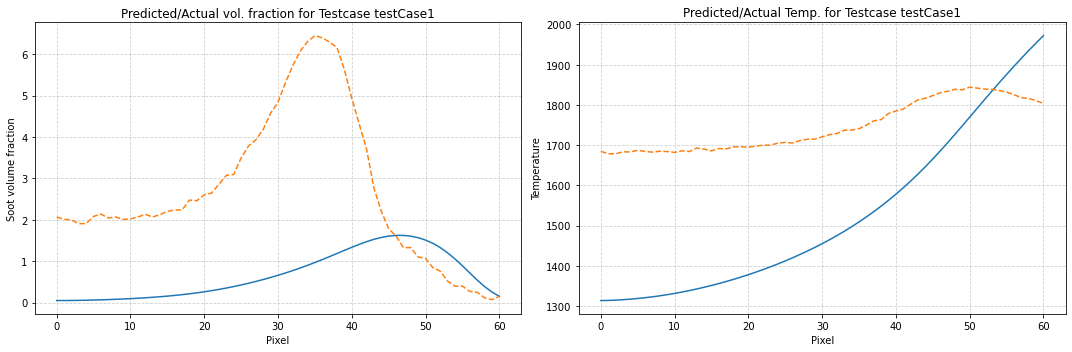 Predicted/Actual vol. fraction for Testcase testCase1
Soot volume fraction
6
5
4
3
2
1
0
0 10 20 30 40 50 60
Pixel
Predicted/Actual Temp. for Testcase testCase1
Temperature
2000
1900
1800
1700
1600
1500
1400
1300
0 10 20 30 40 50 60
Pixel